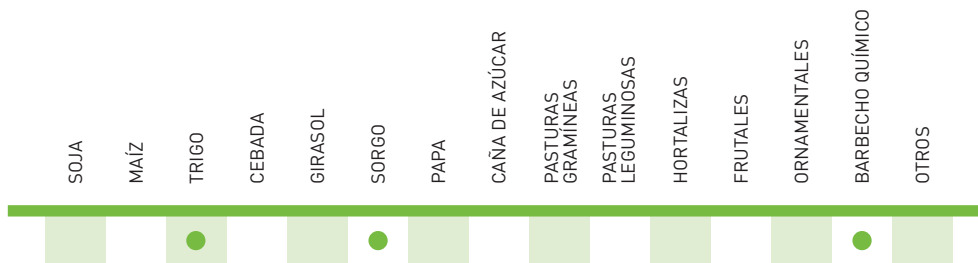 SOJA
MAÍZ
TRIGO
CEBADA
GIRASOL
SORGO
PAPA
CAÑA DE AZÚCAR
PASTURAS
GRAMÍNEAS
PASTURAS
LEGUMINOSAS
HORTALIZAS
FRUTALES
ORNAMENTALES
BARBECHO QUÍMICO
OTROS